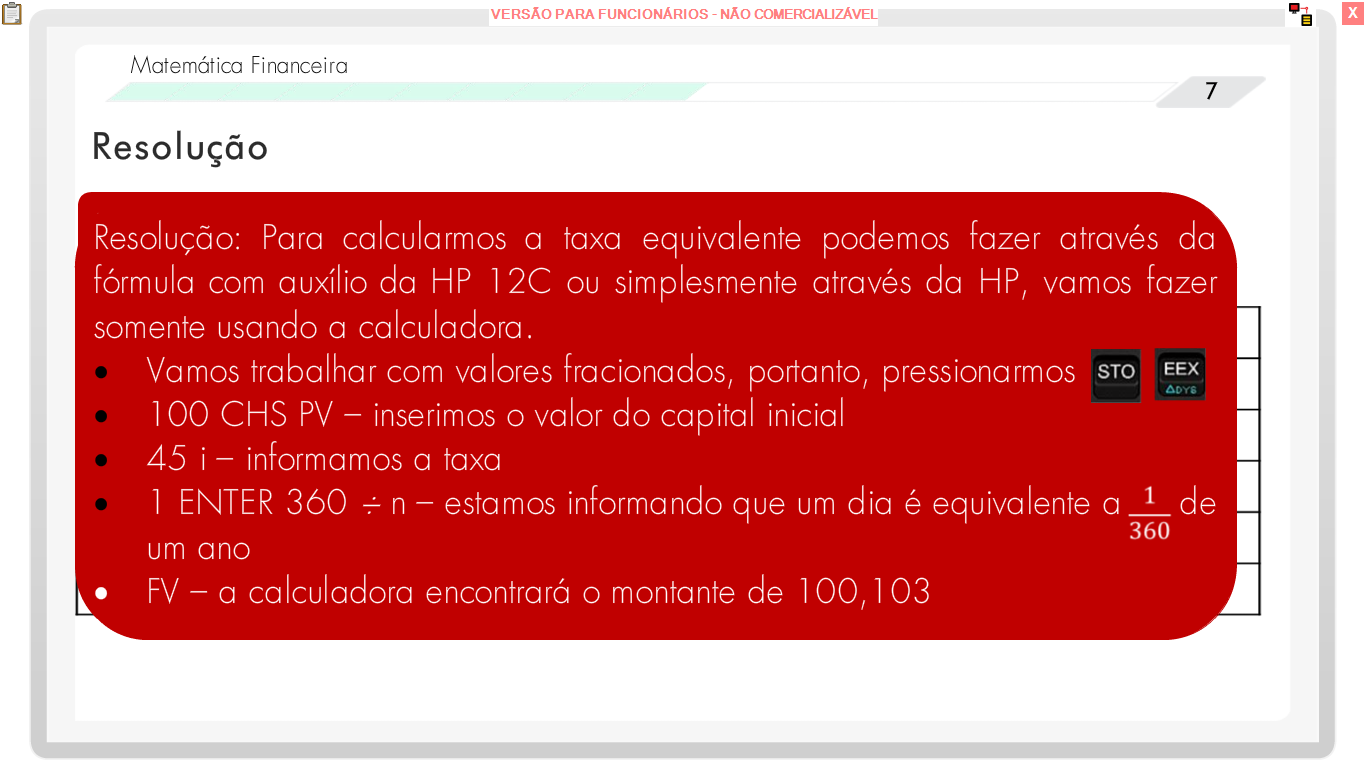 VERSÃO PARA FUNCIONÁRIOS - NÃO COMERCIALIZÁVEL
X
Matemática Financeira
7
Resolução
Resolução: Para calcularmos a taxa equivalente podemos fazer através da
fórmula com auxílio da HP 12C ou simplesmente através da HP, vamos fazer
somente usando a calculadora.
• Vamos trabalhar com valores fracionados, portanto, pressionarmos STO EEX
ΔDYS
• 100 CHS PV – inserimos o valor do capital inicial
• 45 i – informamos a taxa
• 1 ENTER 360 ÷ n – estamos informando que um dia é equivalente a 1/360 de
um ano
• FV – a calculadora encontrará o montante de 100,103